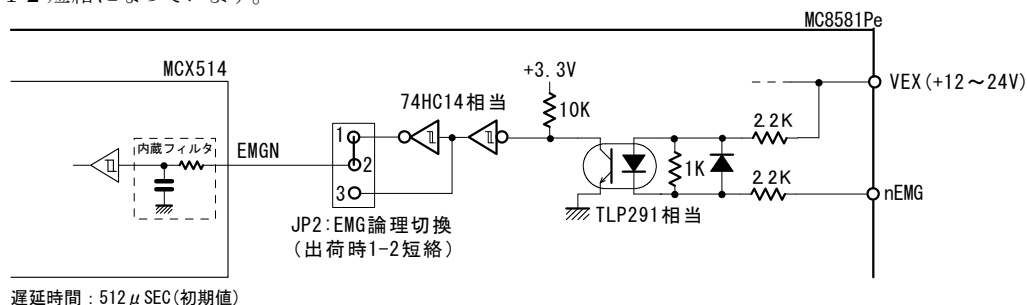 1-2 短絡になっています。
MC8581Pe
MCX514
+3.3V
VEX(+12~24V)
74HC14相当
10K
内蔵フィルタ
EMGN
1
2
3
2.2K
1K
2.2K
nEMG
TLP291相当
JP2:EMG論理切換
(出荷時1-2短絡)
遅延時間:512μSEC(初期値)